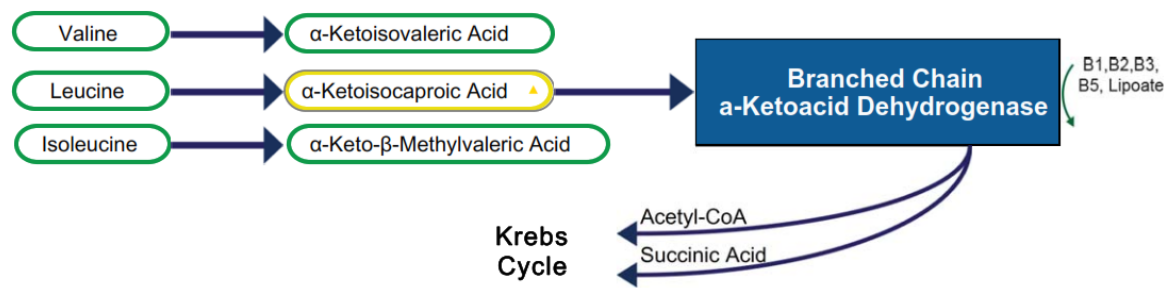 Valine
α-Ketoisovaleric Acid
Leucine
α-Ketoisocaproic Acid
Isoleucine
α-Keto-β-Methylvaleric Acid
Branched Chain
a-Ketoacid Dehydrogenase
B1,B2,B3,
B5, Lipoate
Acetyl-CoA
Succinic Acid
Krebs
Cycle